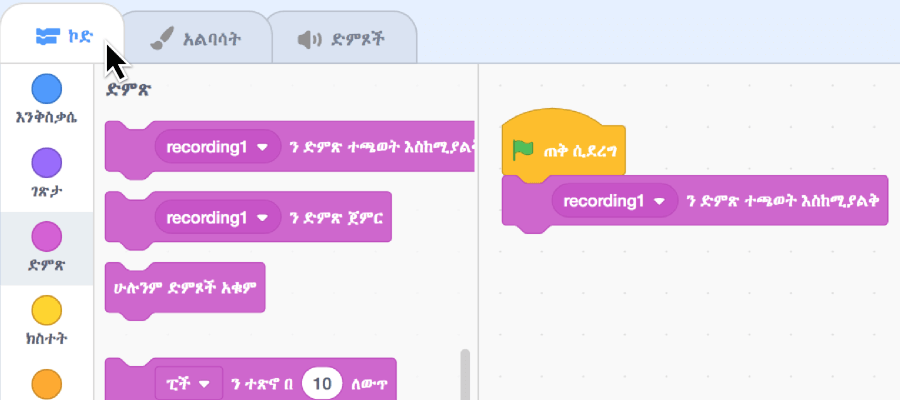 ኮድ
አልባሳት
ድምጾች
እንቅስቃሴ
ገጽታ
ድምጽ
ክስተት
ድምጽ
recording1 ን ድምጽ ተጫወት እስከሚያልቅ
recording1 ን ድምጽ ጀምር
ሁሉንም ድምጾች አቁም
ፒች ን ተጽኖ በ 10 ለውጥ
ጠቅ ሲደረግ
recording1 ን ድምጽ ተጫወት እስከሚያልቅ